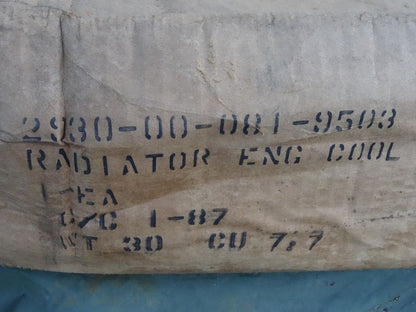 2930-00-081-9503
RADIATOR ENG COOL
1/EA
C/C 1-87
WT 30 CU 7,7